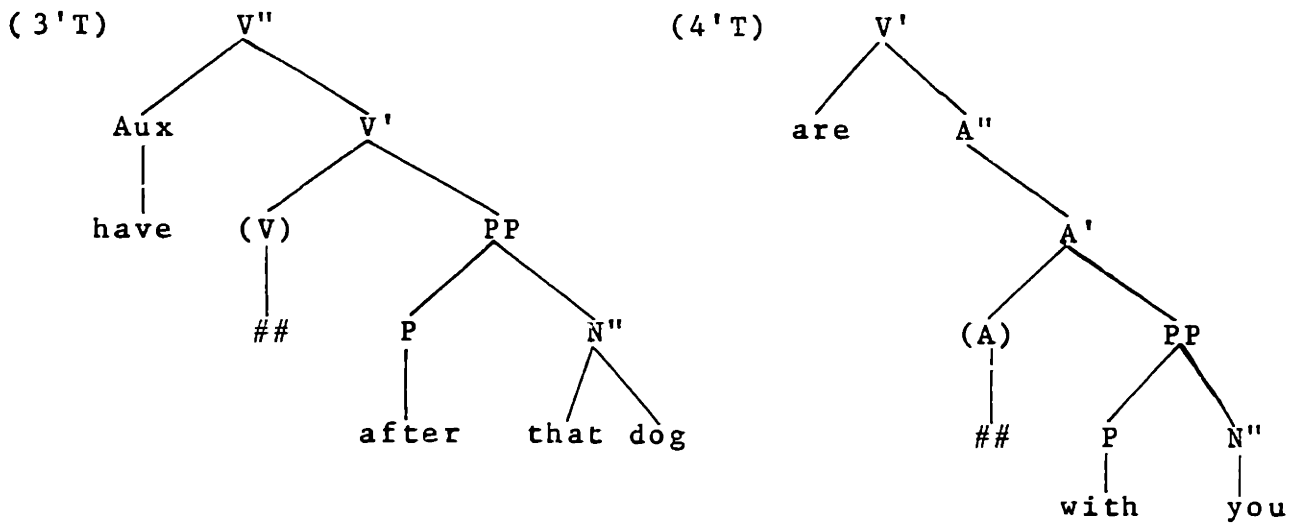 (3'T) V" (4'T) V'
Aux V' are A"
have (V) PP A'
## P N" (A) PP
after that dog ## P N"
with you